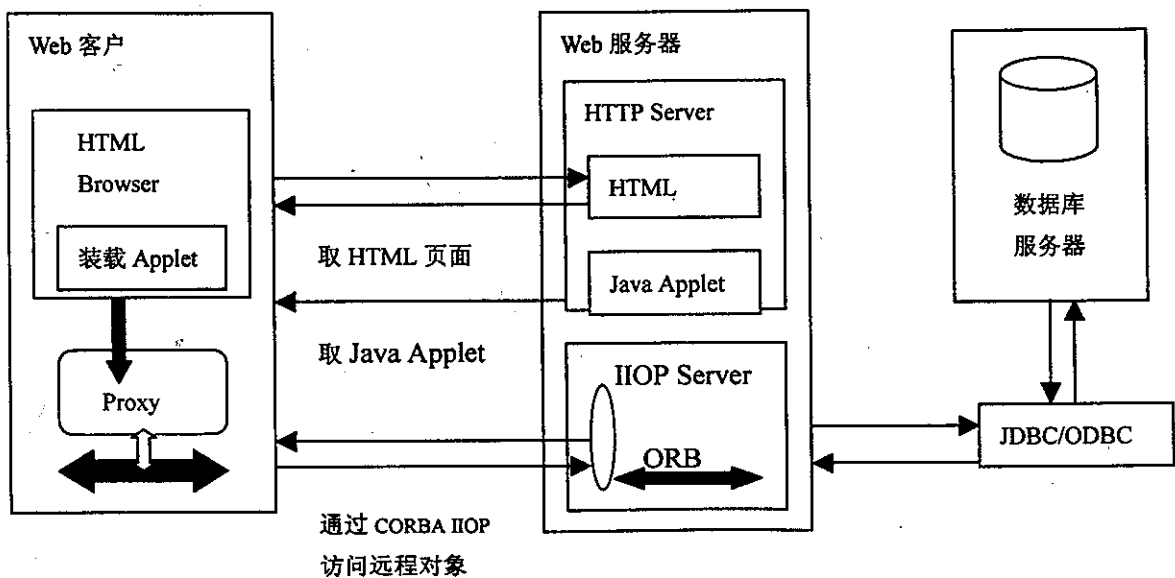 Web 客户
HTML
Browser
装载 Applet
Proxy
取 HTML 页面
取 Java Applet
通过 CORBA IIOP
访问远程对象
Web 服务器
HTTP Server
HTML
Java Applet
IIOP Server
ORB
数据库
服务器
JDBC/ODBC